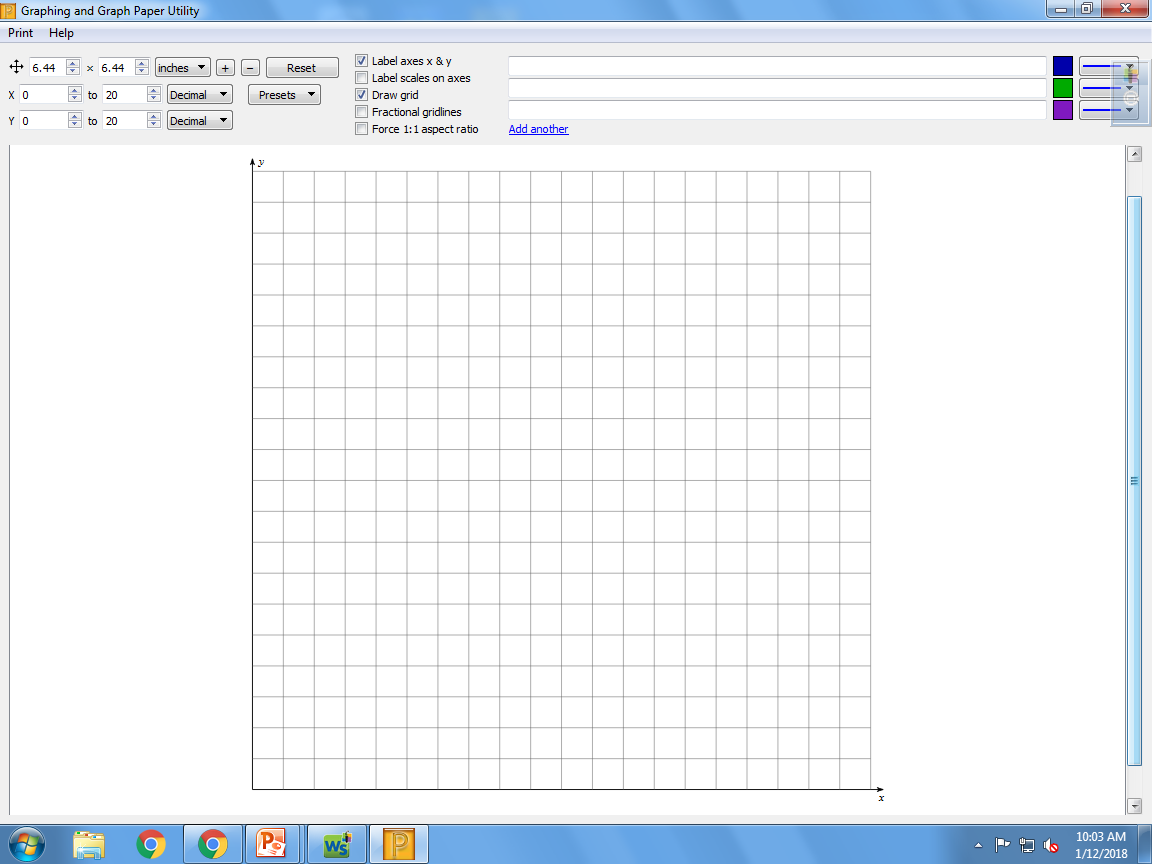 Graphing and Graph Paper Utility
Print Help
6.44 x 6.44 inches + − Reset
X 0 to 20 Decimal Presets
Y 0 to 20 Decimal
Label axes x & y
Label scales on axes
Draw grid
Fractional gridlines
Force 1:1 aspect ratio
Add another
y
x
10:03 AM
1/12/2018